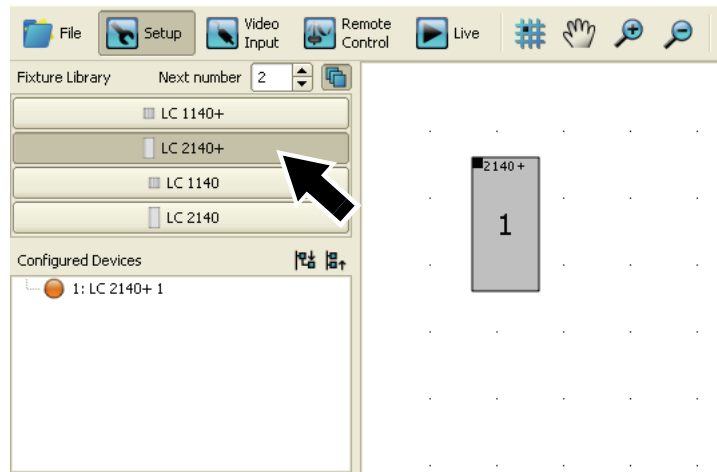 File Setup Video Input Remote Control Live
Fixture Library Next number 2
LC 1140+
LC 2140+
LC 1140
LC 2140
Configured Devices
1: LC 2140+ 1
2140+
1